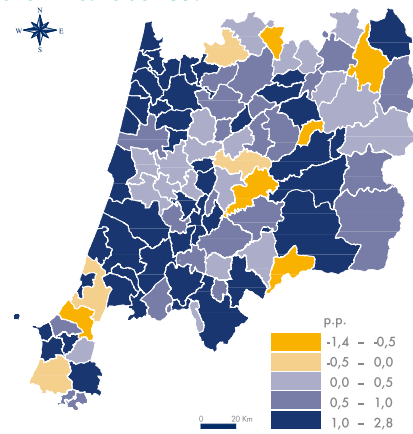 N
W E
S
p.p.
-1,4 – -0,5
-0,5 – 0,0
0,0 – 0,5
0,5 – 1,0
1,0 – 2,8
0 20 Km